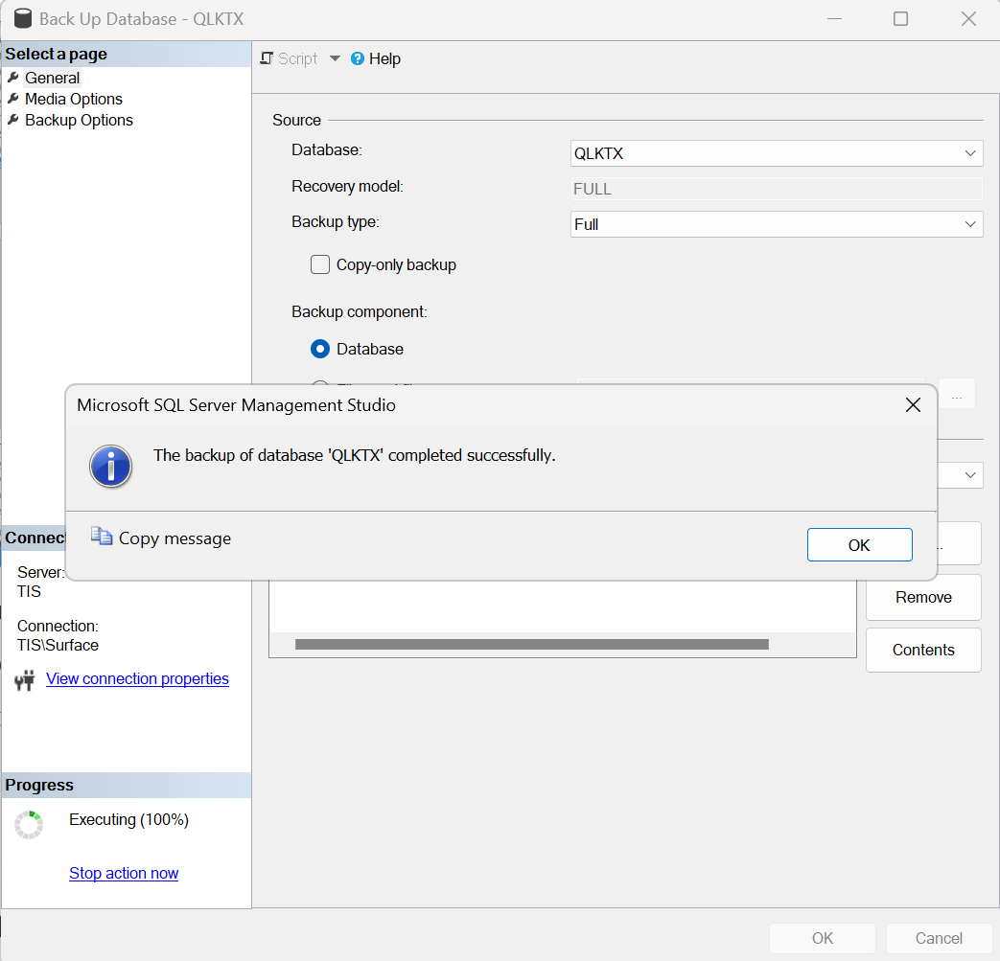 Back Up Database - QLKTX
Select a page
General
Media Options
Backup Options
Script
Help
Source
Database:
QLKTX
Recovery model:
FULL
Backup type:
Full
Copy-only backup
Backup component:
Database
...
Microsoft SQL Server Management Studio
The backup of database 'QLKTX' completed successfully.
Copy message
OK
Remove
Contents
Server:
TIS
Connection:
TIS\Surface
View connection properties
Progress
Executing (100%)
Stop action now
OK
Cancel